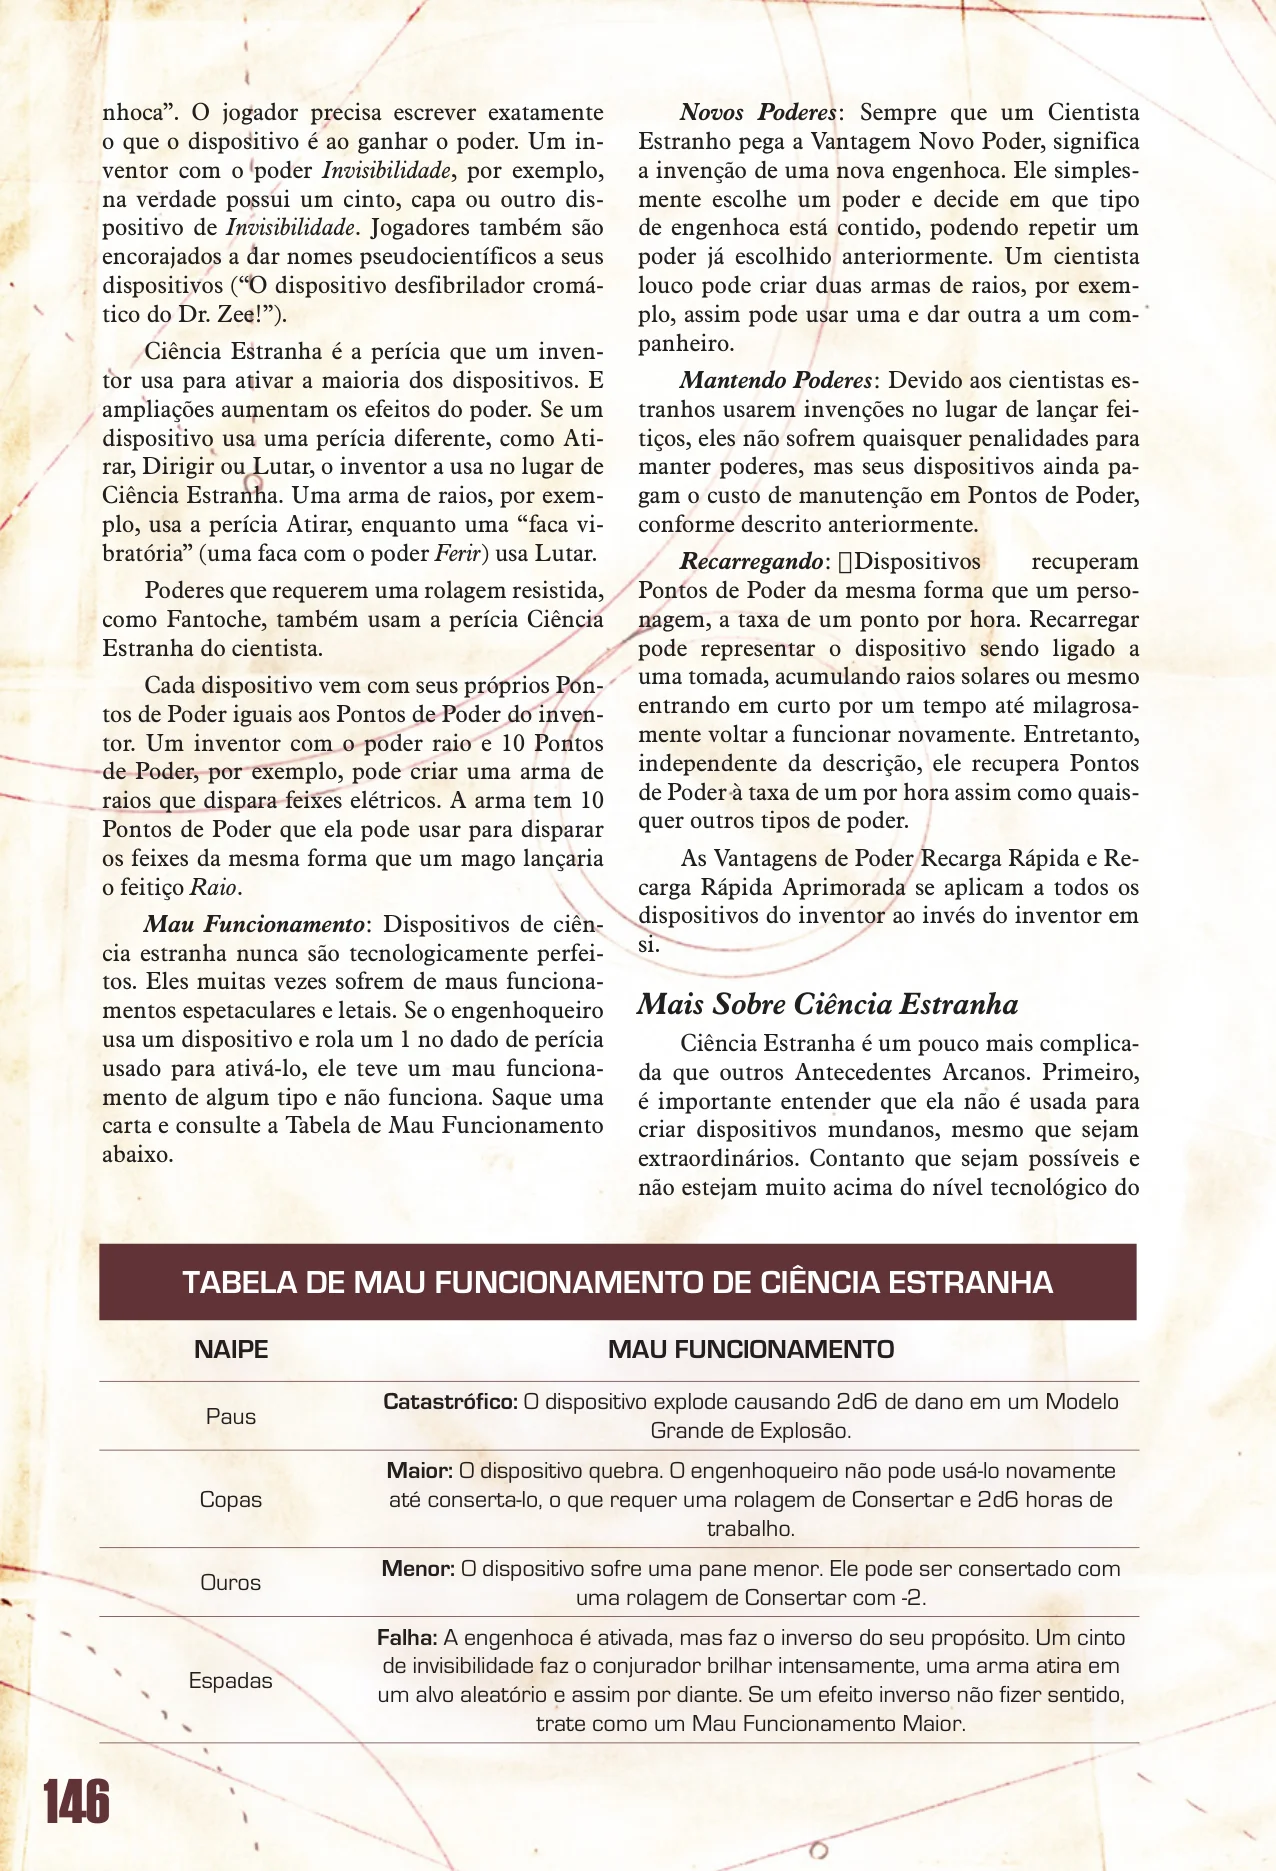 nhoca”. O jogador precisa escrever exatamente
o que o dispositivo é ao ganhar o poder. Um in-
ventor com o poder Invisibilidade, por exemplo,
na verdade possui um cinto, capa ou outro dis-
positivo de Invisibilidade. Jogadores também são
encorajados a dar nomes pseudocientíficos a seus
dispositivos (“O dispositivo desfibrilador cromá-
tico do Dr. Zee!”).
Ciência Estranha é a perícia que um inven-
tor usa para ativar a maioria dos dispositivos. E
ampliações aumentam os efeitos do poder. Se um
dispositivo usa uma perícia diferente, como Ati-
rar, Dirigir ou Lutar, o inventor a usa no lugar de
Ciência Estranha. Uma arma de raios, por exem-
plo, usa a perícia Atirar, enquanto uma “faca vi-
bratória” (uma faca com o poder Ferir) usa Lutar.
Poderes que requerem uma rolagem resistida,
como Fantoche, também usam a perícia Ciência
Estranha do cientista.
Cada dispositivo vem com seus próprios Pon-
tos de Poder iguais aos Pontos de Poder do inven-
tor. Um inventor com o poder raio e 10 Pontos
de Poder, por exemplo, pode criar uma arma de
raios que dispara feixes elétricos. A arma tem 10
Pontos de Poder que ela pode usar para disparar
os feixes da mesma forma que um mago lançaria
o feitiço Raio.
Mau Funcionamento: Dispositivos de ciên-
cia estranha nunca são tecnologicamente perfei-
tos. Eles muitas vezes sofrem de maus funciona-
mentos espetaculares e letais. Se o engenhoqueiro
usa um dispositivo e rola um 1 no dado de perícia
usado para ativá-lo, ele teve um mau funciona-
mento de algum tipo e não funciona. Saque uma
carta e consulte a Tabela de Mau Funcionamento
abaixo.
Novos Poderes: Sempre que um Cientista
Estranho pega a Vantagem Novo Poder, significa
a invenção de uma nova engenhoca. Ele simples-
mente escolhe um poder e decide em que tipo
de engenhoca está contido, podendo repetir um
poder já escolhido anteriormente. Um cientista
louco pode criar duas armas de raios, por exem-
plo, assim pode usar uma e dar outra a um com-
panheiro.
Mantendo Poderes: Devido aos cientistas es-
tranhos usarem invenções no lugar de lançar fei-
tiços, eles não sofrem quaisquer penalidades para
manter poderes, mas seus dispositivos ainda pa-
gam o custo de manutenção em Pontos de Poder,
conforme descrito anteriormente.
Recarregando: Dispositivos recuperam
Pontos de Poder da mesma forma que um perso-
nagem, a taxa de um ponto por hora. Recarregar
pode representar o dispositivo sendo ligado a
uma tomada, acumulando raios solares ou mesmo
entrando em curto por um tempo até milagrosa-
mente voltar a funcionar novamente. Entretanto,
independente da descrição, ele recupera Pontos
de Poder à taxa de um por hora assim como quais-
quer outros tipos de poder.
As Vantagens de Poder Recarga Rápida e Re-
carga Rápida Aprimorada se aplicam a todos os
dispositivos do inventor ao invés do inventor em
si.
Mais Sobre Ciência Estranha
Ciência Estranha é um pouco mais complica-
da que outros Antecedentes Arcanos. Primeiro,
é importante entender que ela não é usada para
criar dispositivos mundanos, mesmo que sejam
extraordinários. Contanto que sejam possíveis e
não estejam muito acima do nível tecnológico do
TABELA DE MAU FUNCIONAMENTO DE CIÊNCIA ESTRANHA
NAIPE MAU FUNCIONAMENTO
Paus
Catastrófico: O dispositivo explode causando 2d6 de dano em um Modelo
Grande de Explosão.
Copas
Maior: O dispositivo quebra. O engenhoqueiro não pode usá-lo novamente
até conserta-lo, o que requer uma rolagem de Consertar e 2d6 horas de
trabalho.
Ouros
Menor: O dispositivo sofre uma pane menor. Ele pode ser consertado com
uma rolagem de Consertar com -2.
Espadas
Falha: A engenhoca é ativada, mas faz o inverso do seu propósito. Um cinto
de invisibilidade faz o conjurador brilhar intensamente, uma arma atira em
um alvo aleatório e assim por diante. Se um efeito inverso não fizer sentido,
trate como um Mau Funcionamento Maior.
146